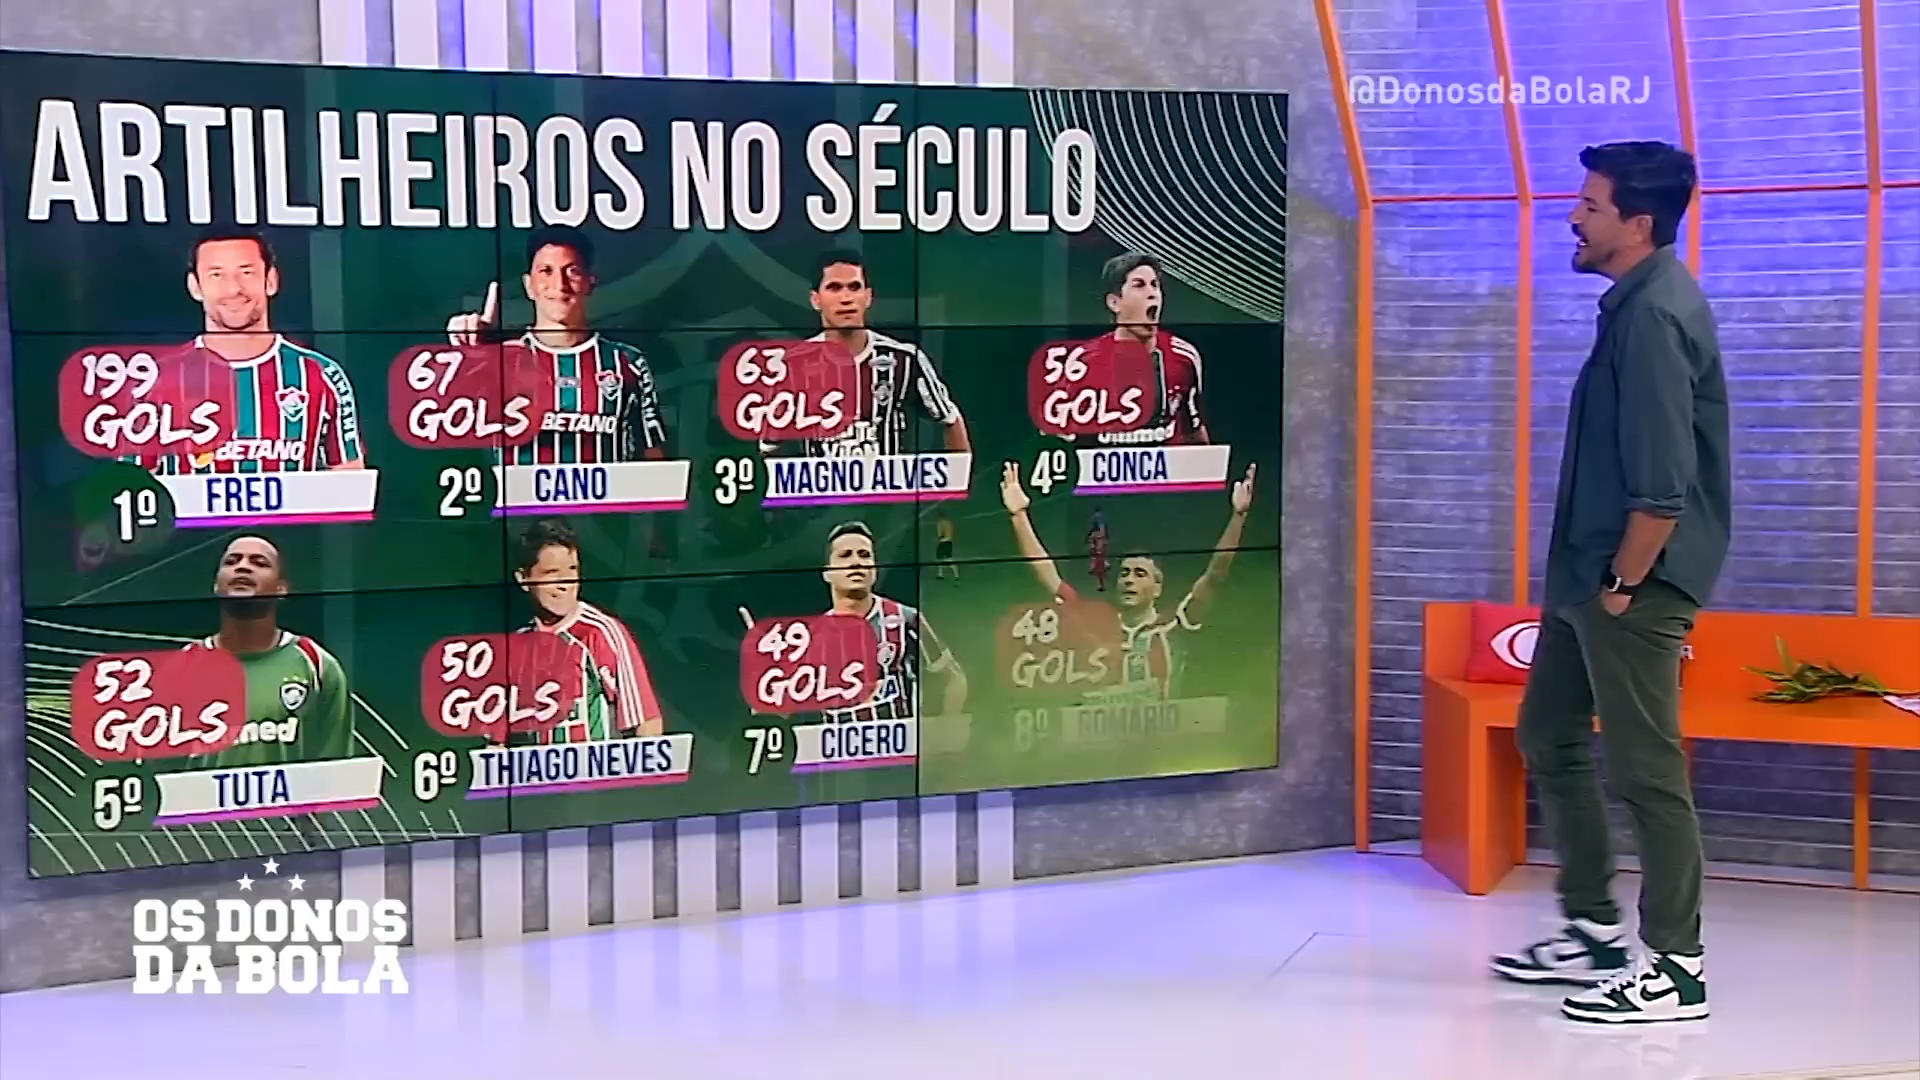 @DonosdaBolaRJ
ARTILHEIROS NO SÉCULO
199
GOLS
BETANO
1º FRED
67
GOLS
BETANO
2º CANO
63
GOLS
3º MAGNO ALVES
56
GOLS
Unimed
4º CONCA
52
GOLS
med
5º TUTA
50
GOLS
6º THIAGO NEVES
49
GOLS
7º CICERO
48
GOLS
8º ROMARIO
OS DONOS
DA BOLA